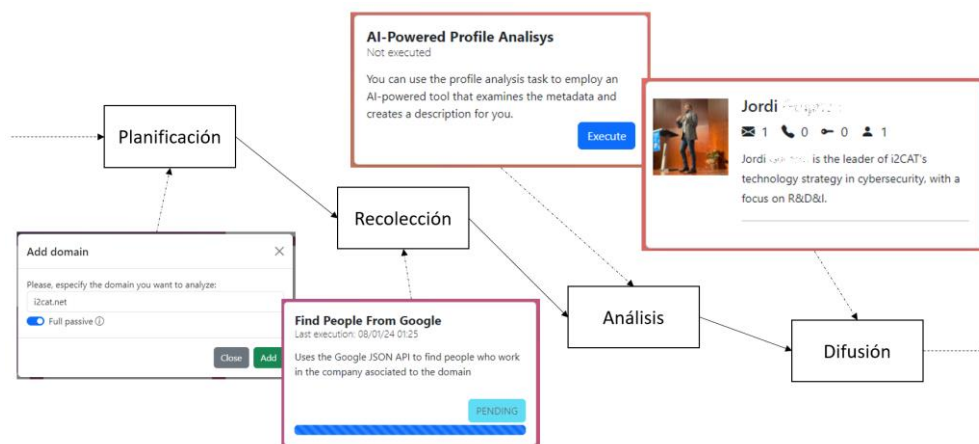 AI-Powered Profile Analisys
Not executed
You can use the profile analysis task to employ an
AI-powered tool that examines the metadata and
creates a description for you.
Execute
Jordi
1 0 0 1
Jordi is the leader of i2CAT's
technology strategy in cybersecurity, with a
focus on R&D&I.
Planificación
Recolección
Add domain
Please, especify the domain you want to analyze:
i2cat.net
Full passive
Close Add
Find People From Google
Last execution: 08/01/24 01:25
Uses the Google JSON API to find people who work
in the company asociated to the domain
PENDING
Análisis
Difusión